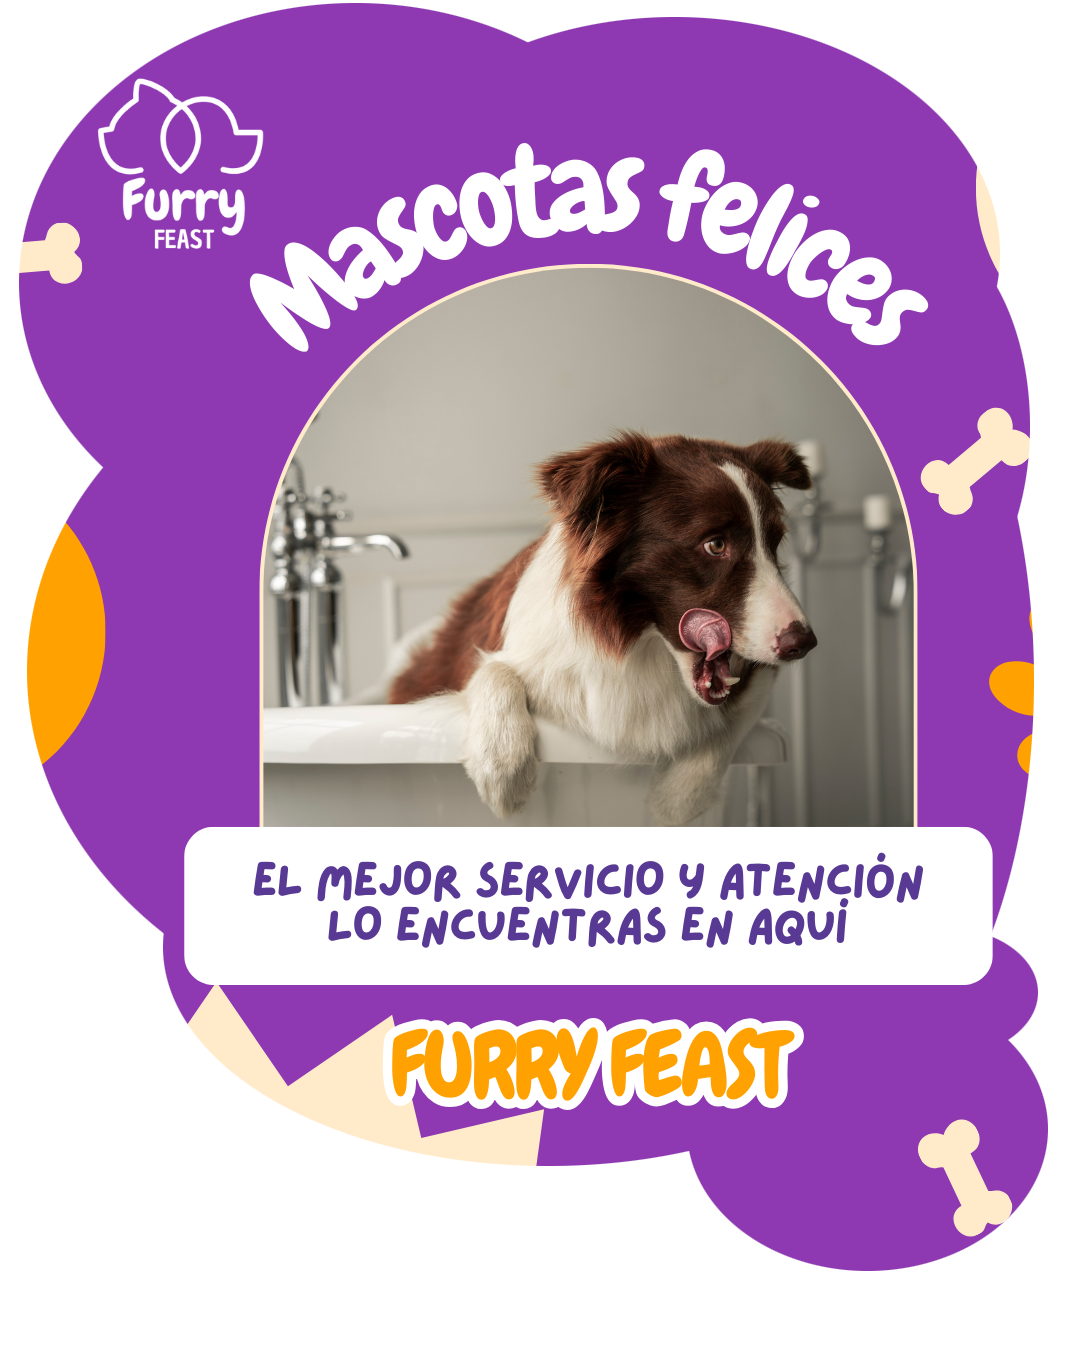 Furry
FEAST
Mascotas felices
EL MEJOR SERVICIO Y ATENCIÓN
LO ENCUENTRAS EN AQUÍ
FURRY FEAST